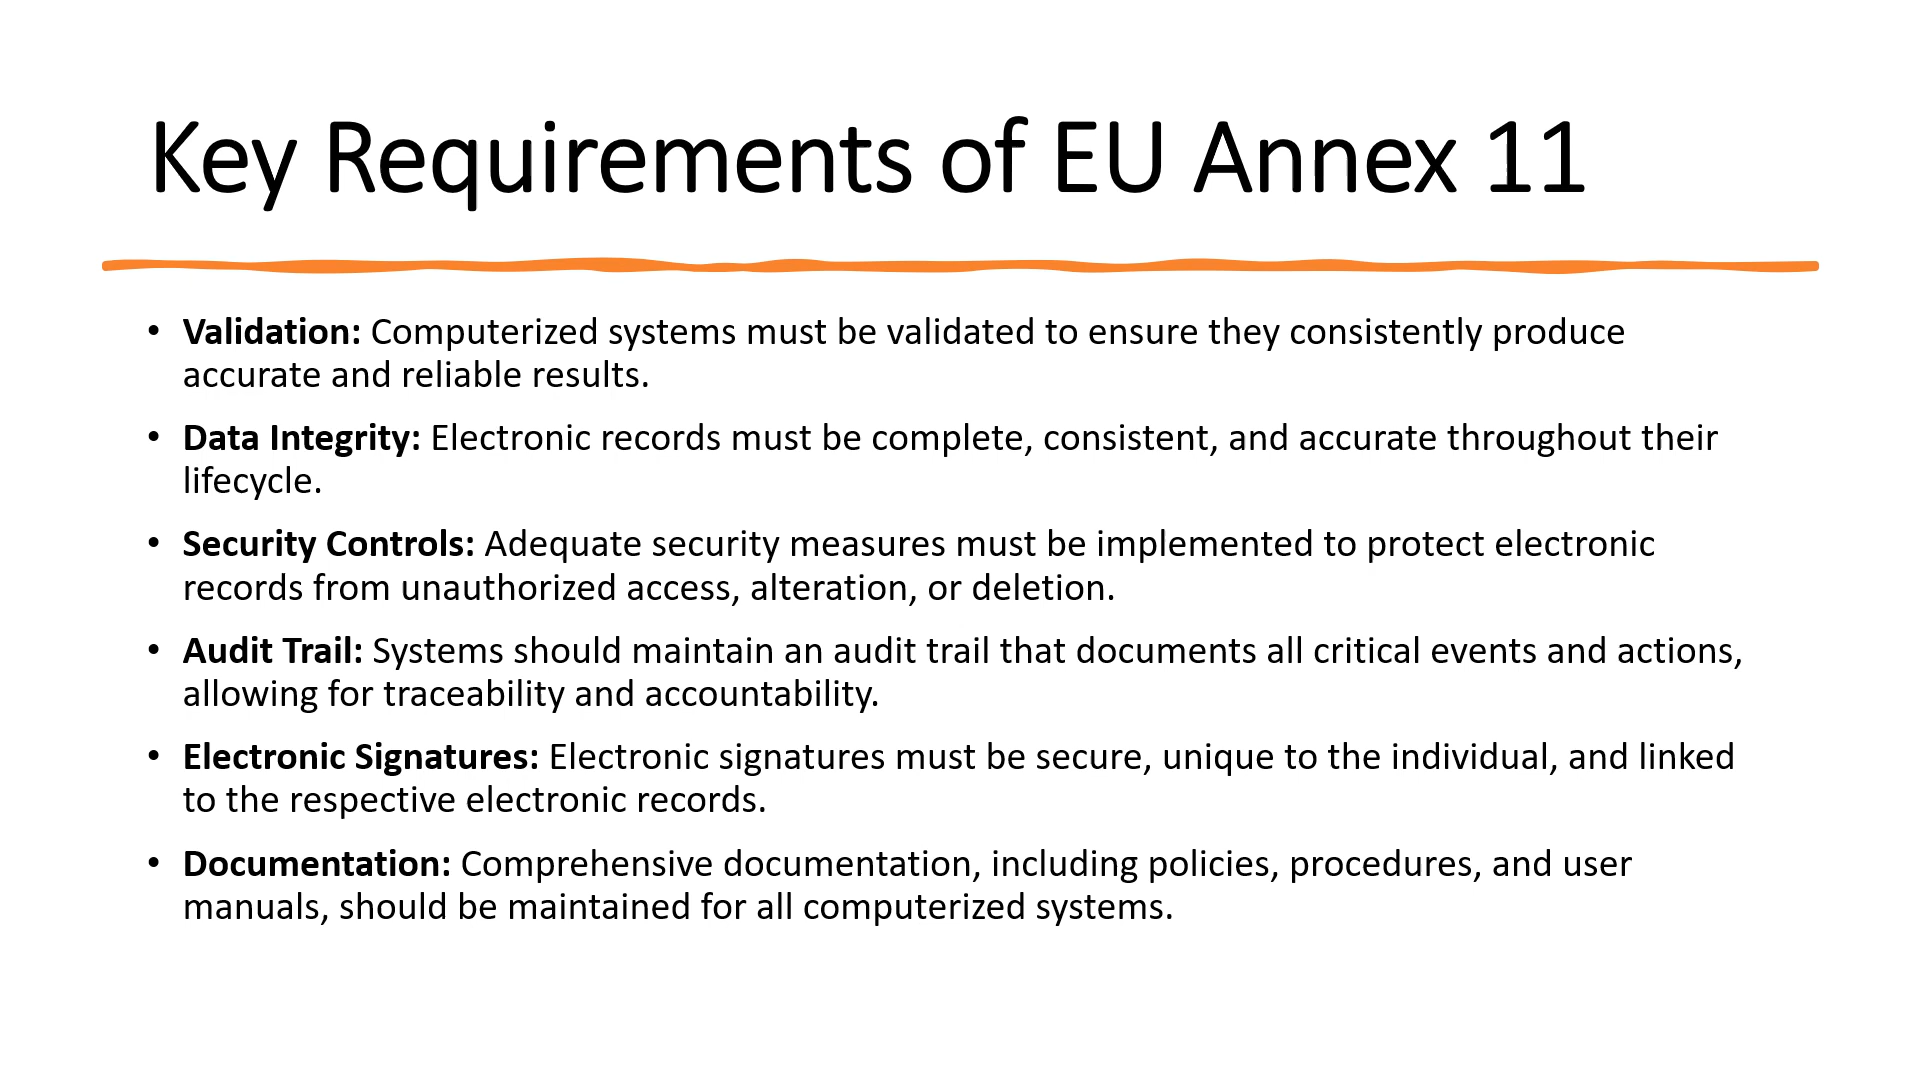 Key Requirements of EU Annex 11
• Validation: Computerized systems must be validated to ensure they consistently produce
accurate and reliable results.
• Data Integrity: Electronic records must be complete, consistent, and accurate throughout their
lifecycle.
• Security Controls: Adequate security measures must be implemented to protect electronic
records from unauthorized access, alteration, or deletion.
• Audit Trail: Systems should maintain an audit trail that documents all critical events and actions,
allowing for traceability and accountability.
• Electronic Signatures: Electronic signatures must be secure, unique to the individual, and linked
to the respective electronic records.
• Documentation: Comprehensive documentation, including policies, procedures, and user
manuals, should be maintained for all computerized systems.